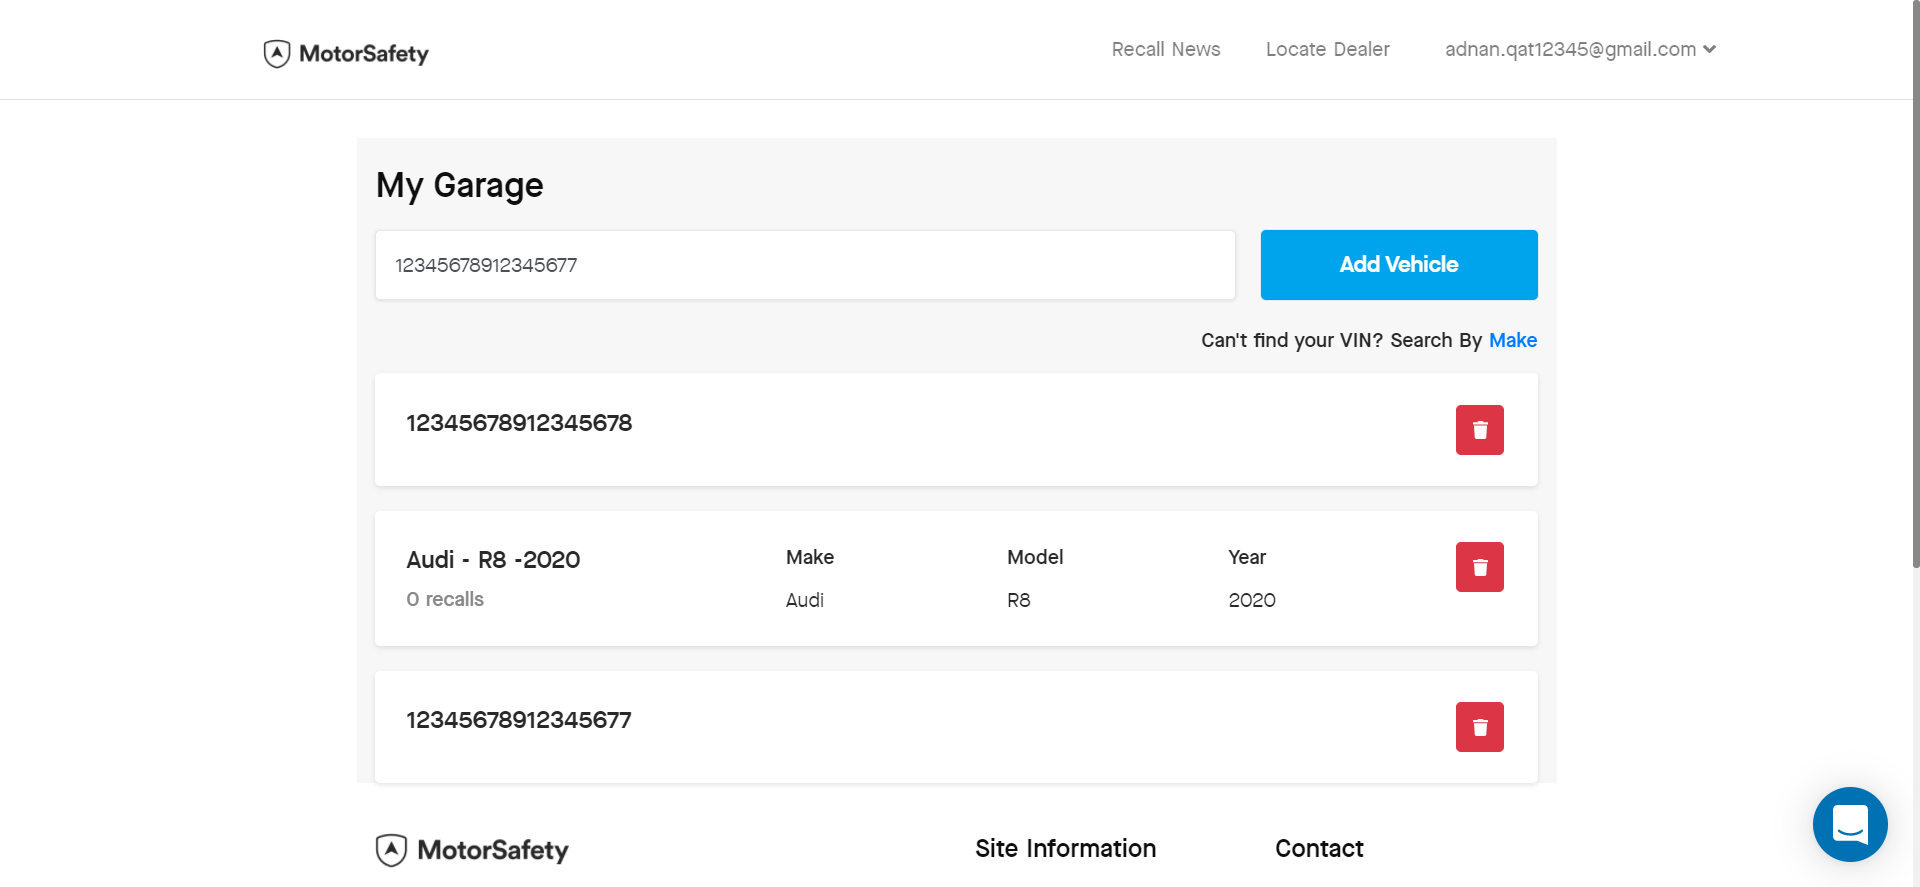 MotorSafety
Recall News
Locate Dealer
adnan.qat12345@gmail.com
My Garage
12345678912345677
Add Vehicle
Can't find your VIN? Search By Make
12345678912345678
Audi - R8 -2020
0 recalls
Make
Audi
Model
R8
Year
2020
12345678912345677
MotorSafety
Site Information
Contact